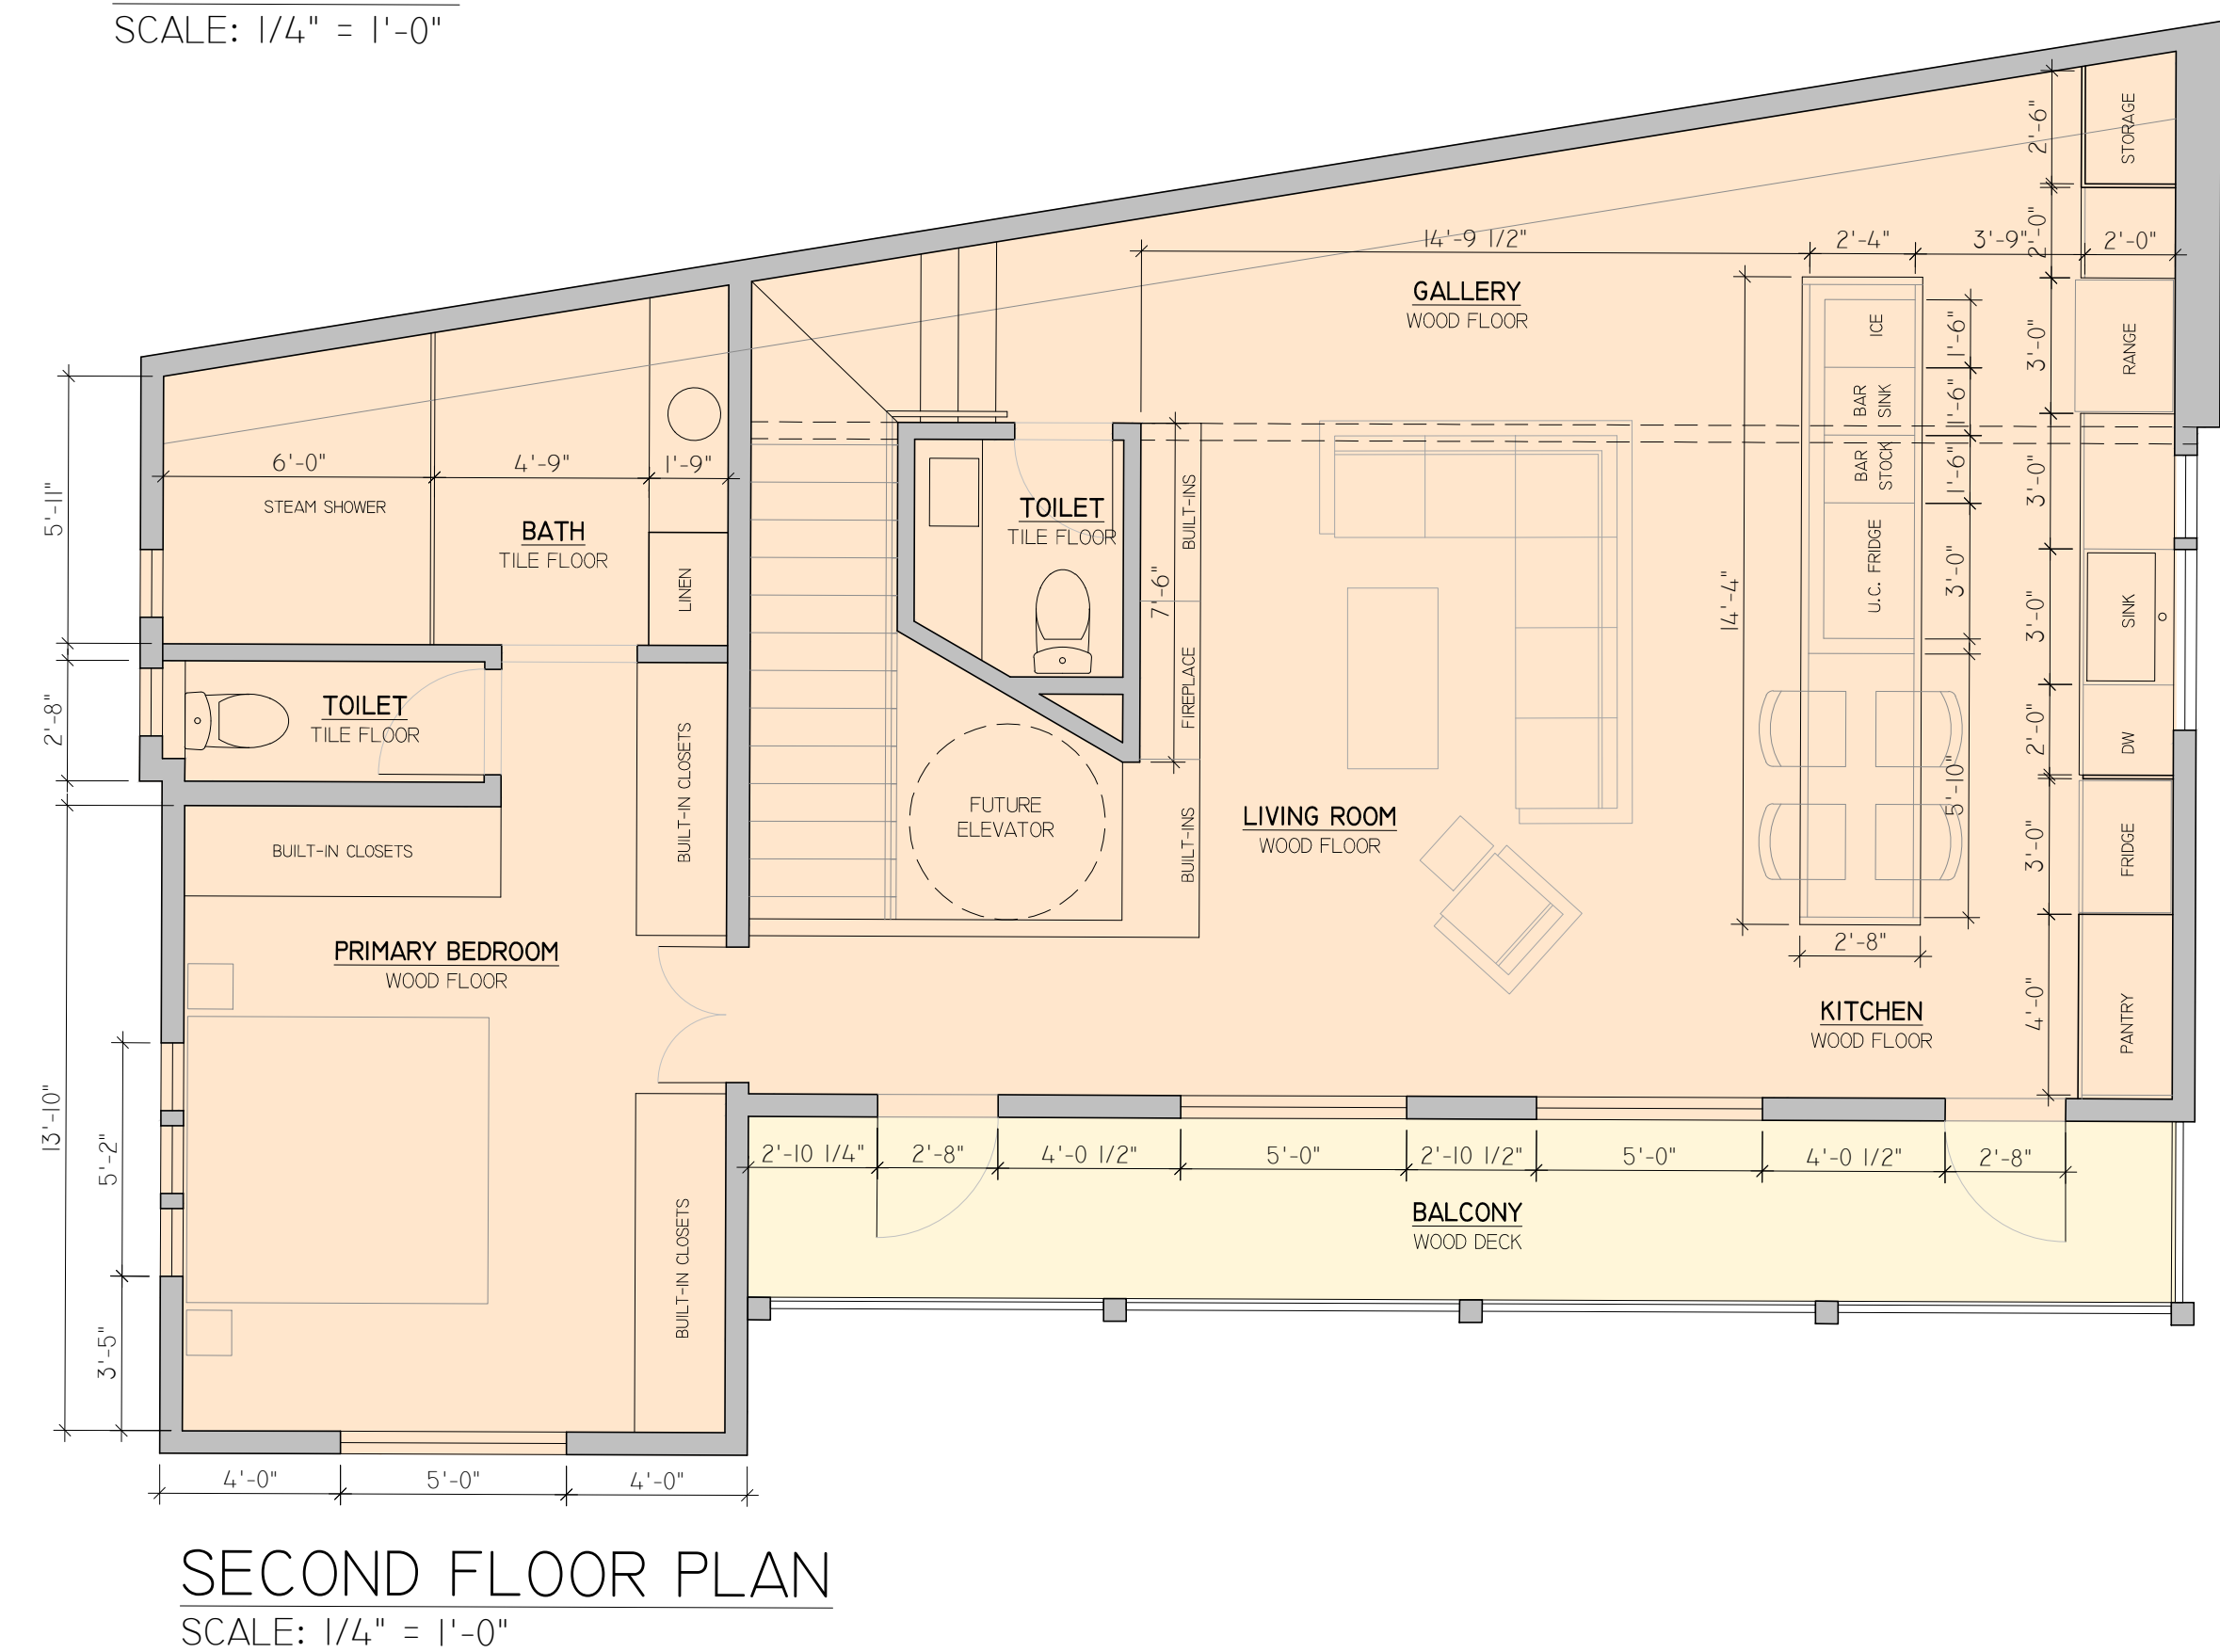 SCALE: 1/4" = 1'-0"
2'-6"
STORAGE
2'-0"
14'-9 1/2"
2'-4"
3'-9"
2'-0"
GALLERY
WOOD FLOOR
ICE
1'-6"
3'-0"
RANGE
BAR SINK
BAR
1'-6"
BAR
STOCK
1'-6"
3'-0"
U.C. FRIDGE
3'-0"
14'-4"
3'-0"
SINK
2'-0"
DW
5'-10"
3'-0"
FRIDGE
2'-8"
4'-0"
PANTRY
KITCHEN
WOOD FLOOR
5'-11"
6'-0"
4'-9"
1'-9"
STEAM SHOWER
BATH
TILE FLOOR
LINEN
TOILET
TILE FLOOR
BUILT-INS
7'-6"
FIREPLACE
BUILT-INS
2'-8"
TOILET
TILE FLOOR
BUILT-IN CLOSETS
BUILT-IN CLOSETS
FUTURE
ELEVATOR
LIVING ROOM
WOOD FLOOR
PRIMARY BEDROOM
WOOD FLOOR
13'-10"
5'-2"
3'-5"
BUILT-IN CLOSETS
2'-10 1/4"
2'-8"
4'-0 1/2"
5'-0"
2'-10 1/2"
5'-0"
4'-0 1/2"
2'-8"
BALCONY
WOOD DECK
4'-0"
5'-0"
4'-0"
SECOND FLOOR PLAN
SCALE: 1/4" = 1'-0"